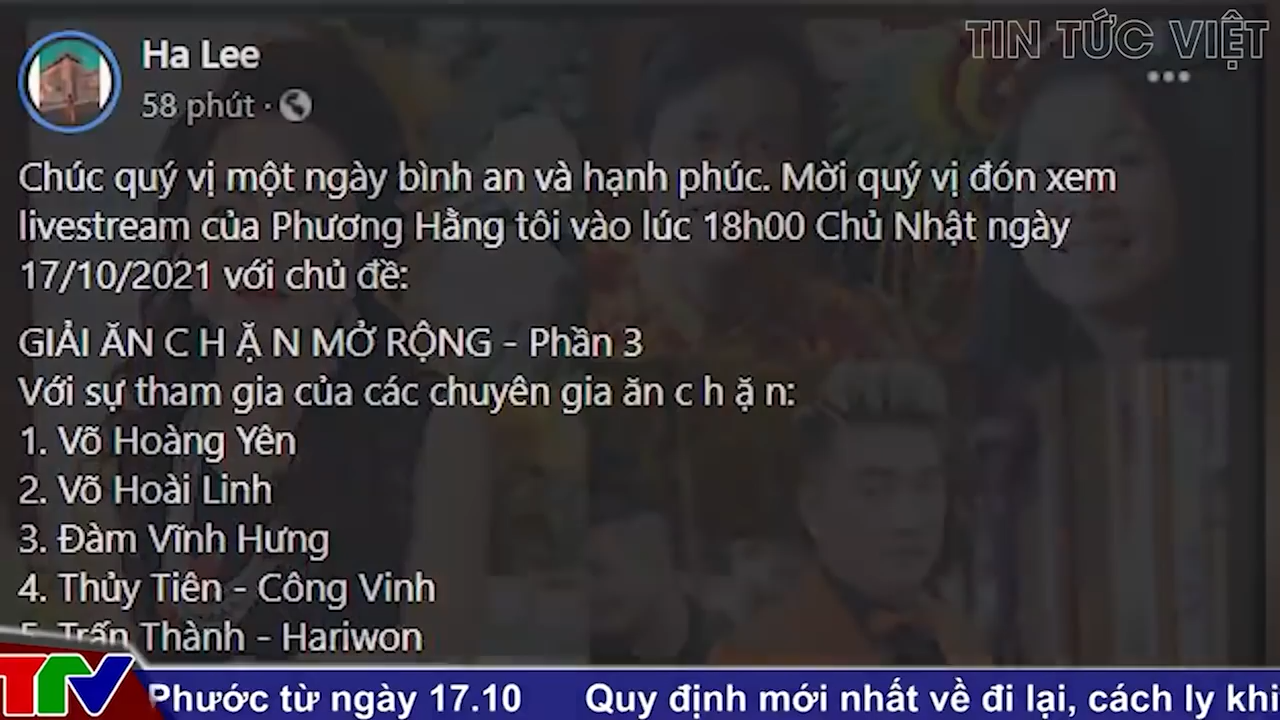 TIN TỨC VIỆT
Ha Lee
58 phút ·
Chúc quý vị một ngày bình an và hạnh phúc. Mời quý vị đón xem
livestream của Phương Hằng tôi vào lúc 18h00 Chủ Nhật ngày
17/10/2021 với chủ đề:
GIẢI ĂN C H Ặ N MỞ RỘNG - Phần 3
Với sự tham gia của các chuyên gia ăn c h ặ n:
1. Võ Hoàng Yên
2. Võ Hoài Linh
3. Đàm Vĩnh Hưng
4. Thủy Tiên - Công Vinh
5. Trấn Thành - Hariwon
TTV
Phước từ ngày 17.10 Quy định mới nhất về đi lại, cách ly khi